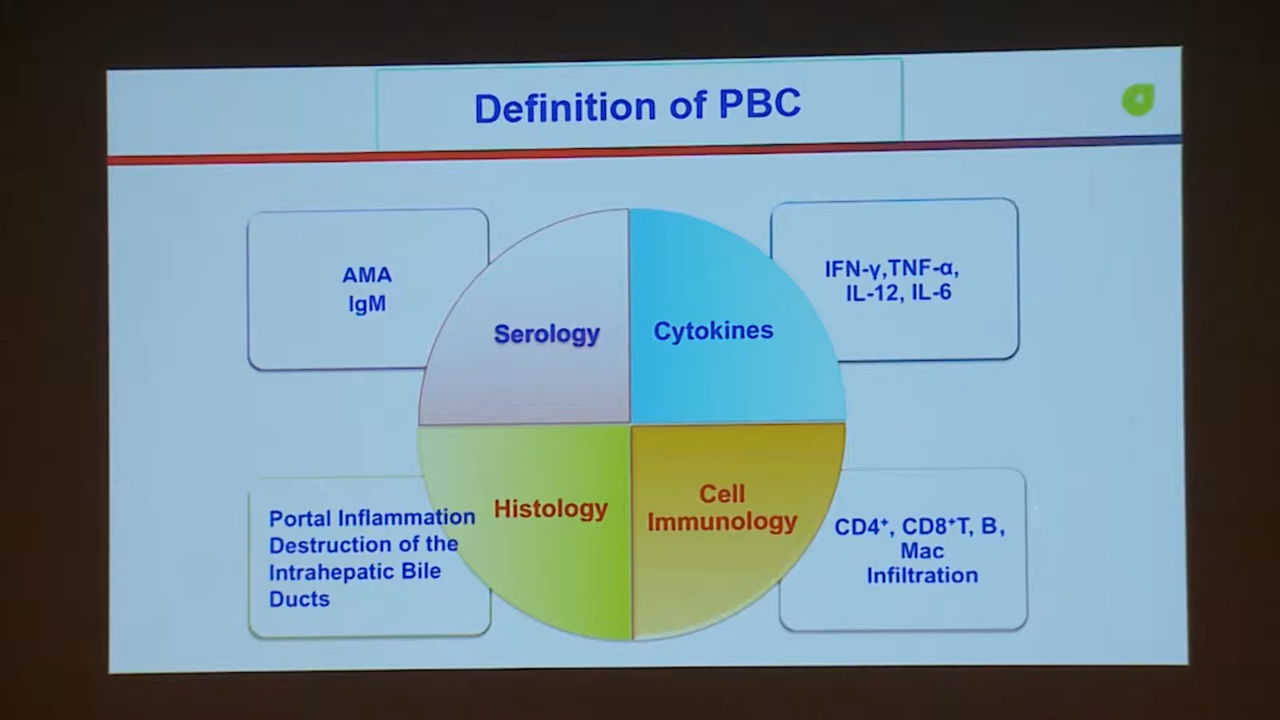 Definition of PBC
AMA
IgM
Serology
Cytokines
IFN-γ,TNF-α,
IL-12, IL-6
Portal Inflammation
Destruction of the
Intrahepatic Bile
Ducts
Histology
Cell
Immunology
CD4⁺, CD8⁺T, B,
Mac
Infiltration